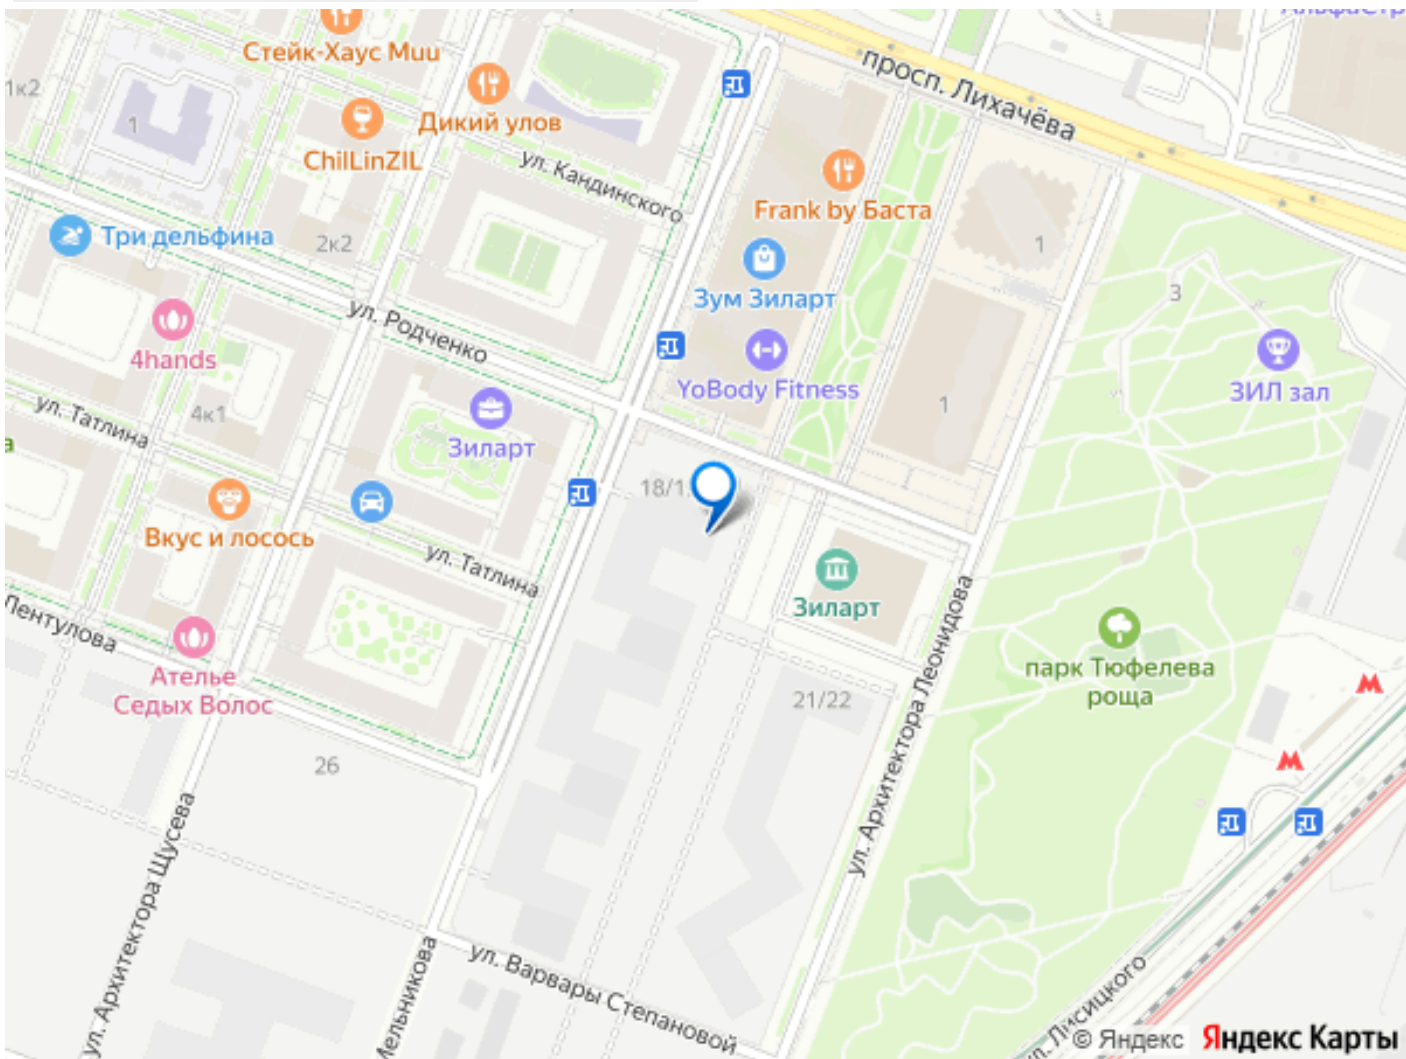 Стейк-Хаус Muu
1к2
просп. Лихачёва
Дикий улов
1
ChilLinZIL
ул. Кандинского
Frank by Баста
Три дельфина
2к2
1
Зум Зиларт
3
ул. Родченко
4hands
YoBody Fitness
ЗИЛ зал
1
4к1
ул. Татлина
Зиларт
18/1
Вкус и лосось
ул. Татлина
Зиларт
Лентулова
парк Тюфелева
роща
Ателье
Седых Волос
21/22
ул. Архитектора Леонидова
26
ул. Архитектора Щусева
Мельникова
ул. Варвары Степановой
ул. Лисицкого
© Яндекс Яндекс Карты